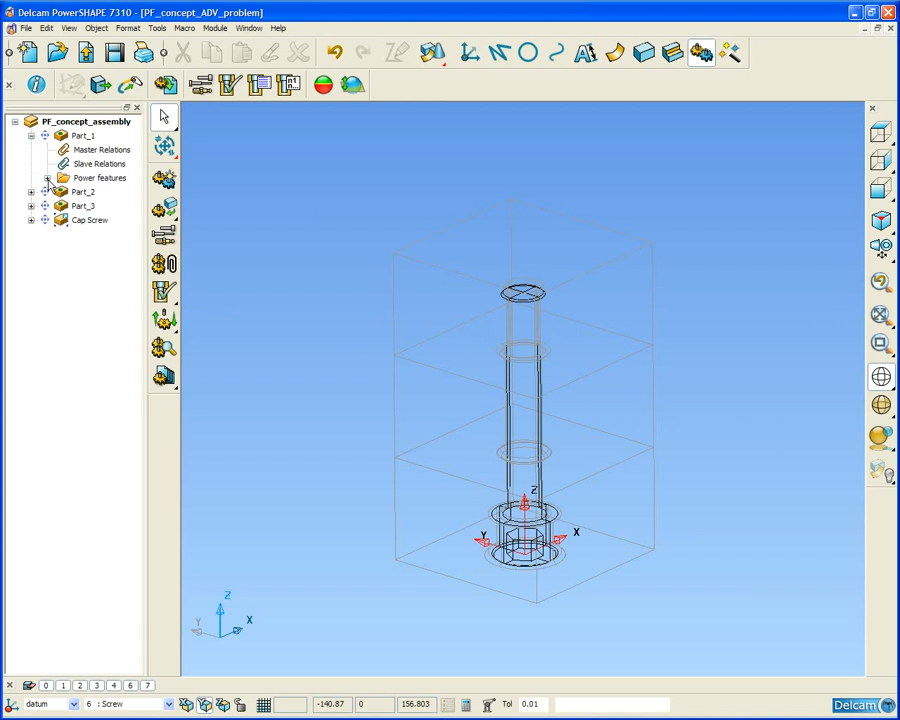 Delcam PowerSHAPE 7310 - [PF_concept_ADV_problem]
File Edit View Object Format Tools Macro Module Window Help
PF_concept_assembly
Part_1
Master Relations
Slave Relations
Power features
Part_2
Part_3
Cap Screw
Z
Y
X
Z
Y
X
0 1 2 3 4 6 7
datum 6 : Screw -140.87 0 156.803 Tol 0.01 Delcam